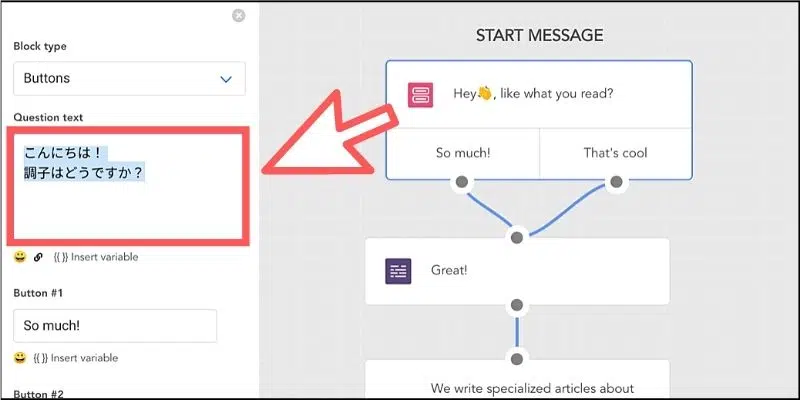 Block type
Buttons
Question text
こんにちは！
調子はどうですか？
😀 🔗 {{ }} Insert variable
Button #1
So much!
😀 {{ }} Insert variable
Button #2
START MESSAGE
Hey👋, like what you read?
So much!
That's cool
Great!
We write specialized articles about